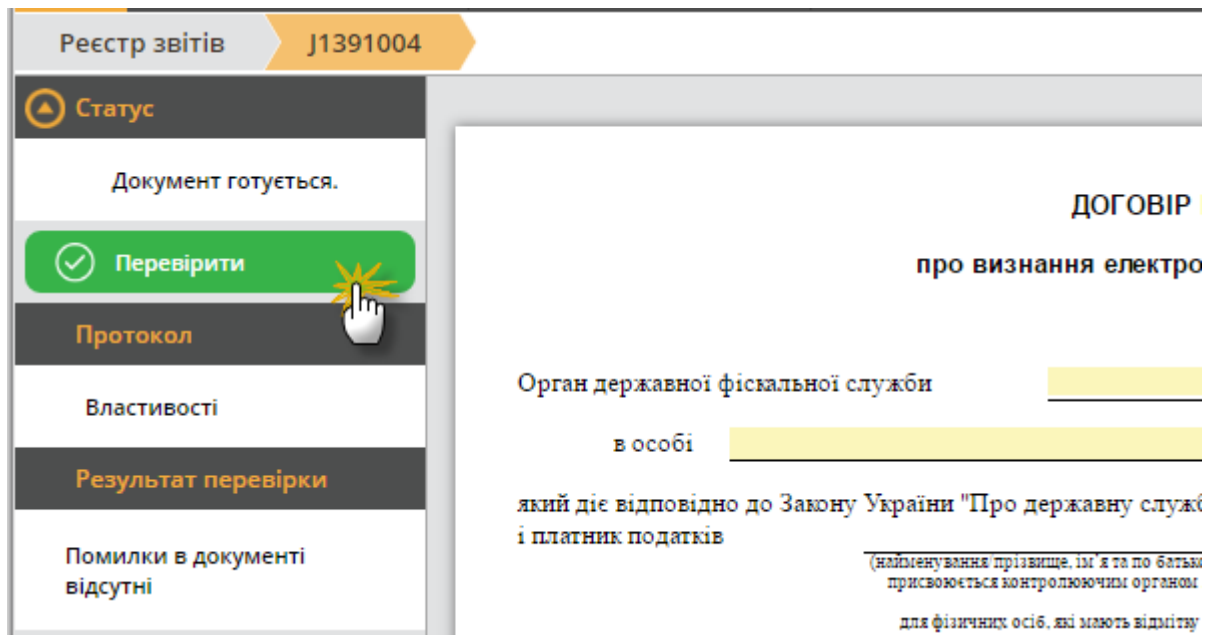 Реєстр звітів
J1391004
Статус
Документ готується.
Перевірити
Протокол
Властивості
Результат перевірки
Помилки в документі
відсутні
ДОГОВІР
про визнання електро
Орган державної фіскальної служби
в особі
який діє відповідно до Закону України "Про державну служб
і платник податків
(найменування/прізвище, ім'я та по батько
присвоюється контролюючим органом
для фізичних осіб, які мають відмітку